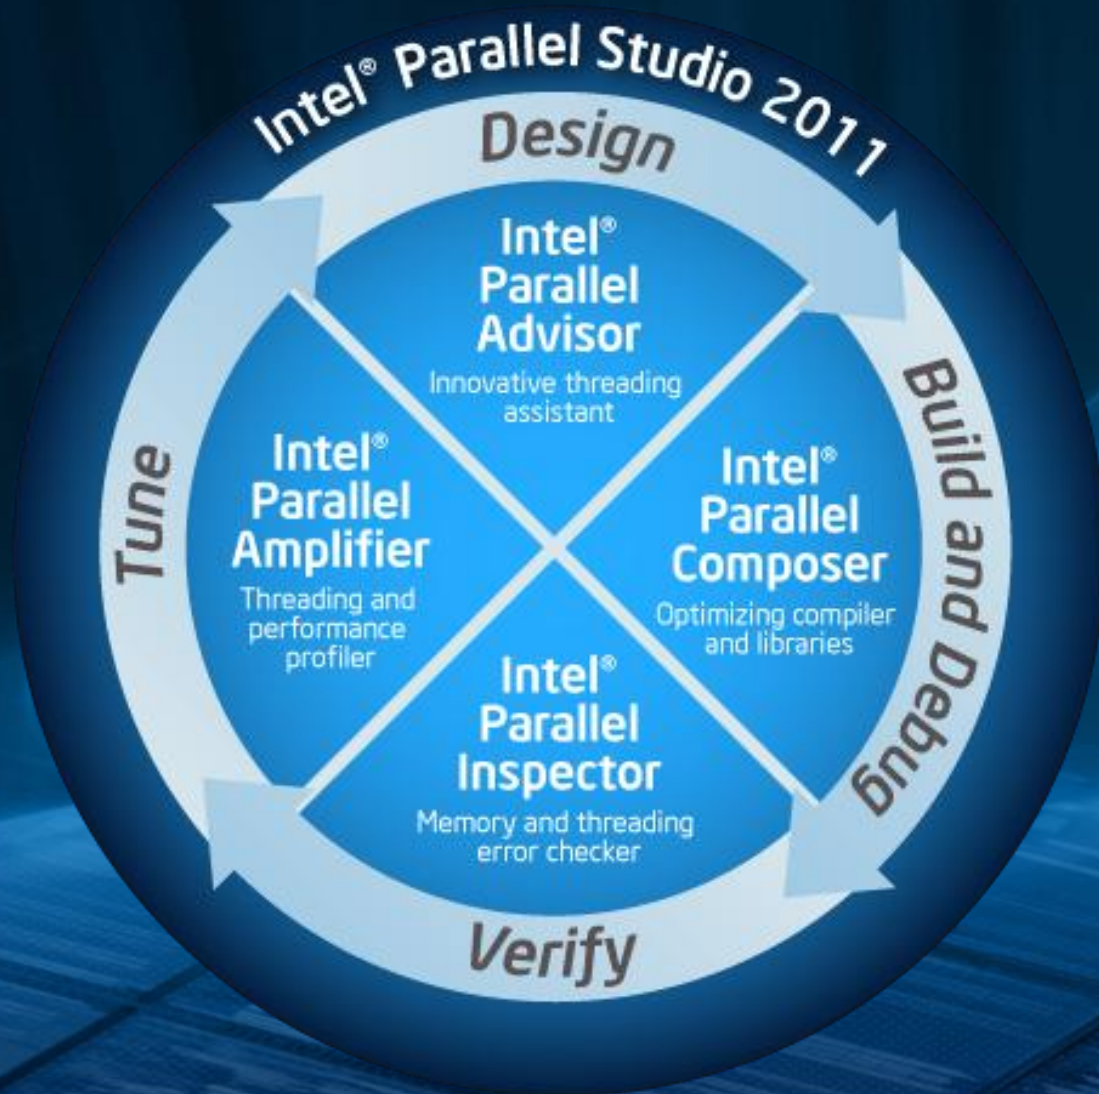 Intel® Parallel Studio 2011
Design
Intel®
Parallel
Advisor
Innovative threading
assistant
Build and Debug
Intel®
Parallel
Composer
Optimizing compiler
and libraries
Verify
Intel®
Parallel
Inspector
Memory and threading
error checker
Tune
Intel®
Parallel
Amplifier
Threading and
performance
profiler